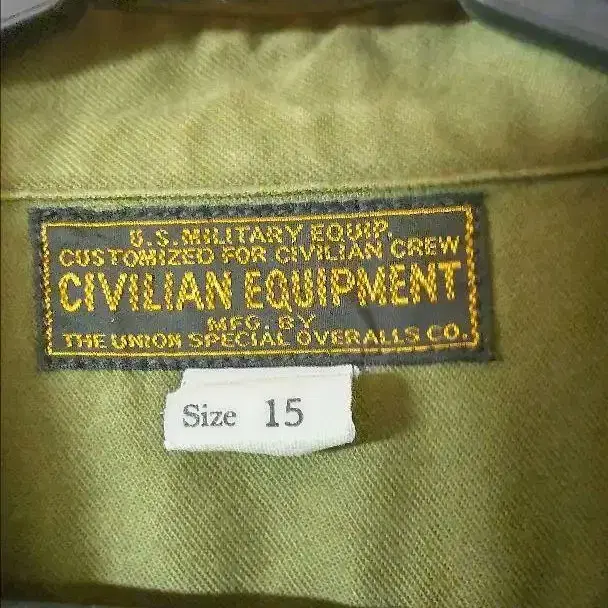 U.S. MILITARY EQUIP.
CUSTOMIZED FOR CIVILIAN CREW
CIVILIAN EQUIPMENT
MFG. BY
THE UNION SPECIAL OVERALLS CO.
Size 15